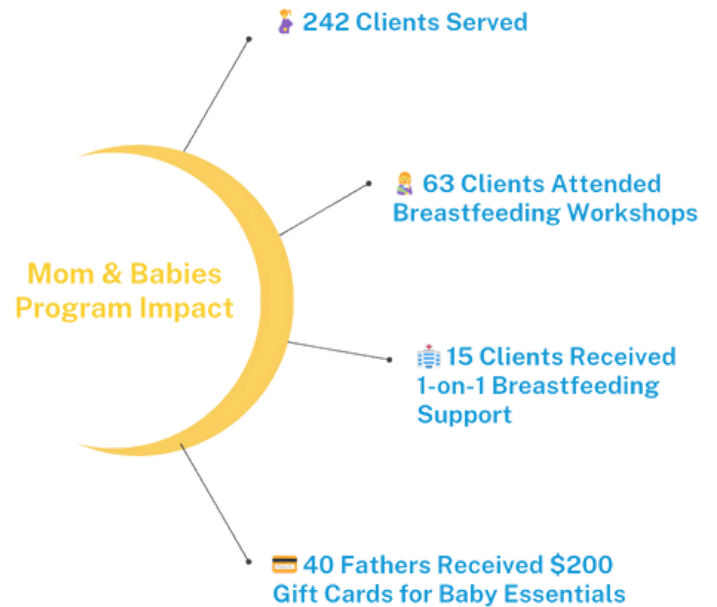 242 Clients Served
63 Clients Attended
Breastfeeding Workshops
Mom & Babies
Program Impact
15 Clients Received
1-on-1 Breastfeeding
Support
40 Fathers Received $200
Gift Cards for Baby Essentials